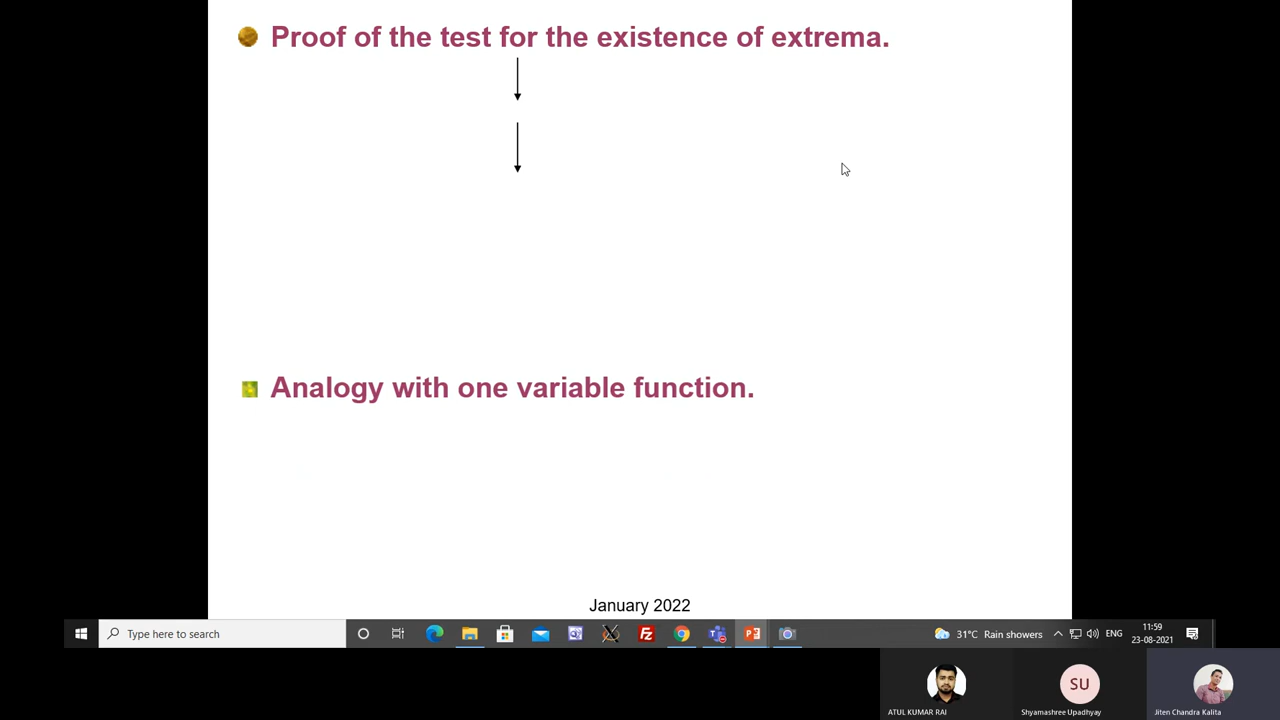 Proof of the test for the existence of extrema.
Analogy with one variable function.
January 2022
Type here to search
31°C Rain showers
ENG
11:59
23-08-2021
SU
ATUL KUMAR RAI
Shyamashree Upadhyay
Jiten Chandra Kalita